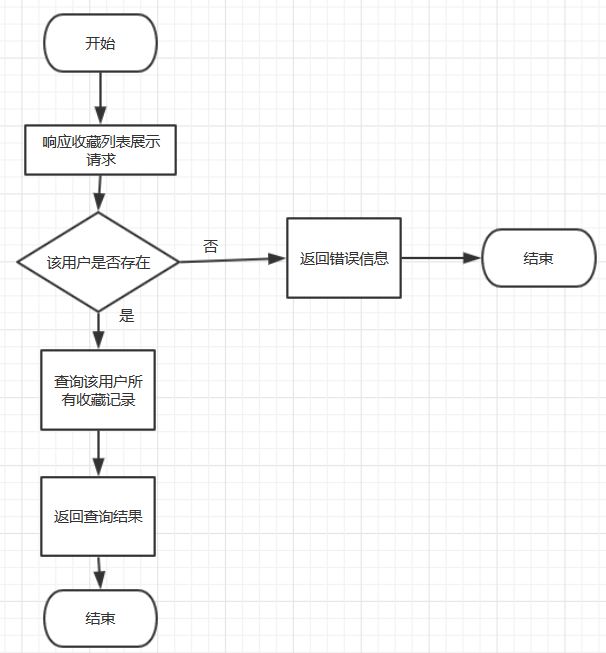 开始
响应收藏列表展示
请求
该用户是否存在
否
返回错误信息
结束
是
查询该用户所
有收藏记录
返回查询结果
结束